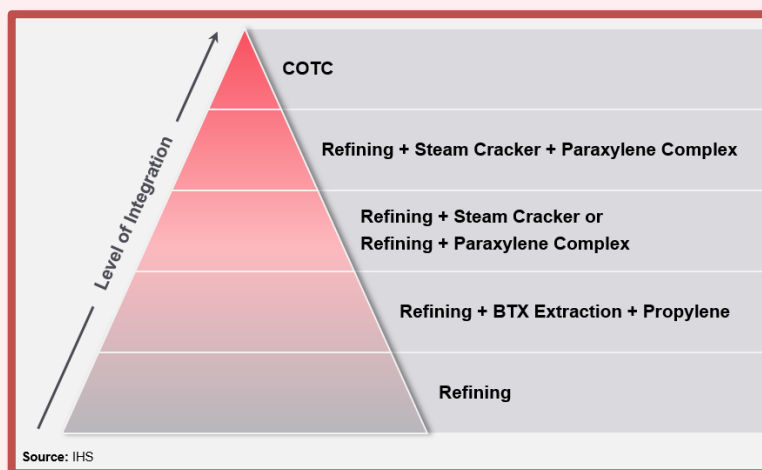 COTC
Refining + Steam Cracker + Paraxylene Complex
Level of Integration
Refining + Steam Cracker or
Refining + Paraxylene Complex
Refining + BTX Extraction + Propylene
Refining
Source: IHS